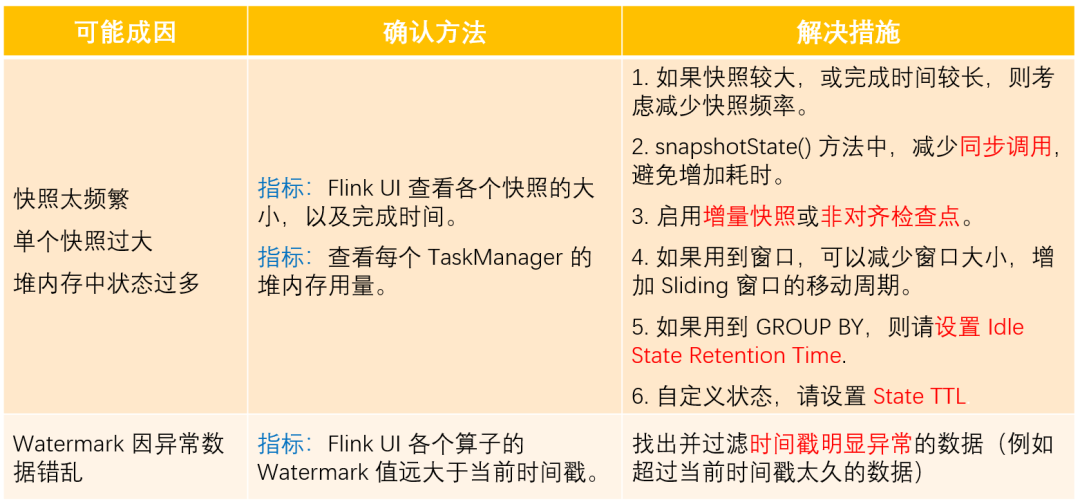 可能成因
确认方法
解决措施
快照太频繁
单个快照过大
堆内存中状态过多
指标：Flink UI 查看各个快照的大
小，以及完成时间。
指标：查看每个 TaskManager 的
堆内存用量。
1. 如果快照较大，或完成时间较长，则考
虑减少快照频率。
2. snapshotState() 方法中，减少同步调用,
避免增加耗时。
3. 启用增量快照或非对齐检查点。
4. 如果用到窗口，可以减少窗口大小，增
加 Sliding 窗口的移动周期。
5. 如果用到 GROUP BY，则请设置 Idle
State Retention Time.
6. 自定义状态，请设置 State TTL
Watermark 因异常数
据错乱
指标：Flink UI 各个算子的
Watermark 值远大于当前时间戳。
找出并过滤时间戳明显异常的数据（例如
超过当前时间戳太久的数据）